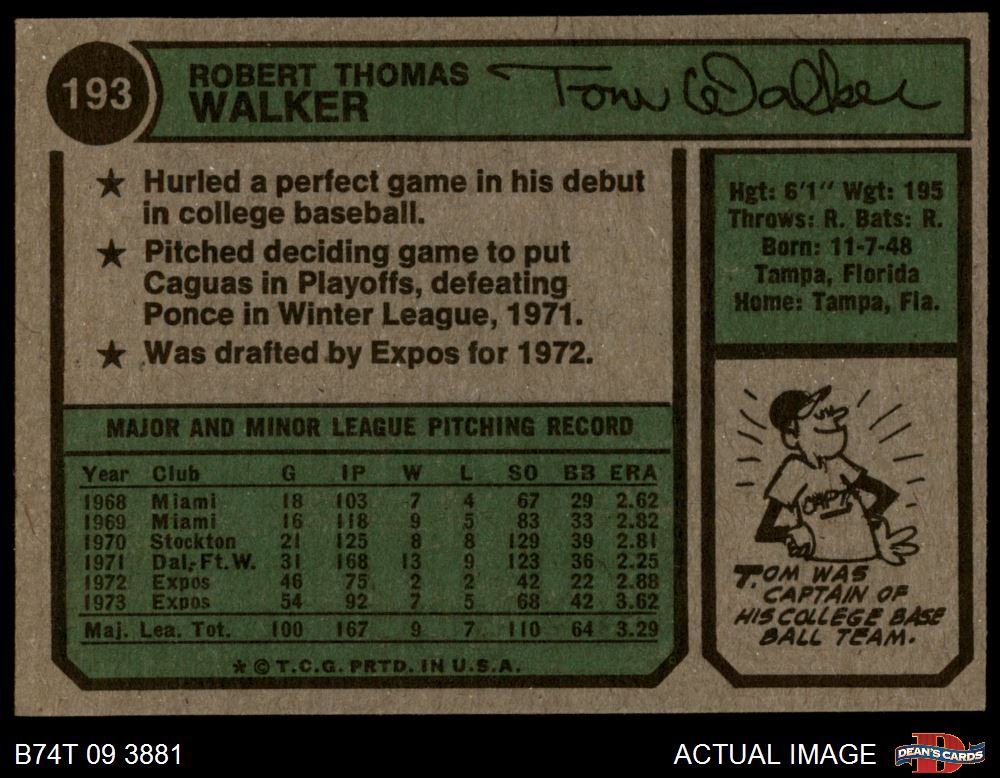 193
ROBERT THOMAS
WALKER
Tom Walker
★ Hurled a perfect game in his debut
in college baseball.
★ Pitched deciding game to put
Caguas in Playoffs, defeating
Ponce in Winter League, 1971.
★ Was drafted by Expos for 1972.
Hgt: 6'1" Wgt: 195
Throws: R. Bats: R.
Born: 11-7-48
Tampa, Florida
Home: Tampa, Fla.
MAJOR AND MINOR LEAGUE PITCHING RECORD
Year Club G IP W L SO BB ERA
1968 Miami 18 103 7 4 67 29 2.62
1969 Miami 16 118 9 5 83 33 2.82
1970 Stockton 21 125 8 8 129 39 2.81
1971 Dal.-Ft.W. 31 168 13 9 123 36 2.25
1972 Expos 46 75 2 2 42 22 2.88
1973 Expos 54 92 7 5 68 42 3.62
Maj. Lea. Tot. 100 167 9 7 110 64 3.29
★ © T.C.G. PRTD. IN U.S.A.
CAPT.
TOM WAS
CAPTAIN OF
HIS COLLEGE BASE
BALL TEAM.
B74T 09 3881
ACTUAL IMAGE
DEAN'S CARDS